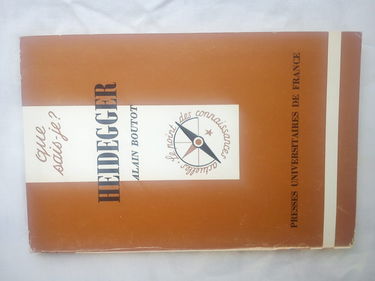 que
sais-je?
HEIDEGGER
ALAIN BOUTOT
le point des connaissances actuelles
PRESSES UNIVERSITAIRES DE FRANCE